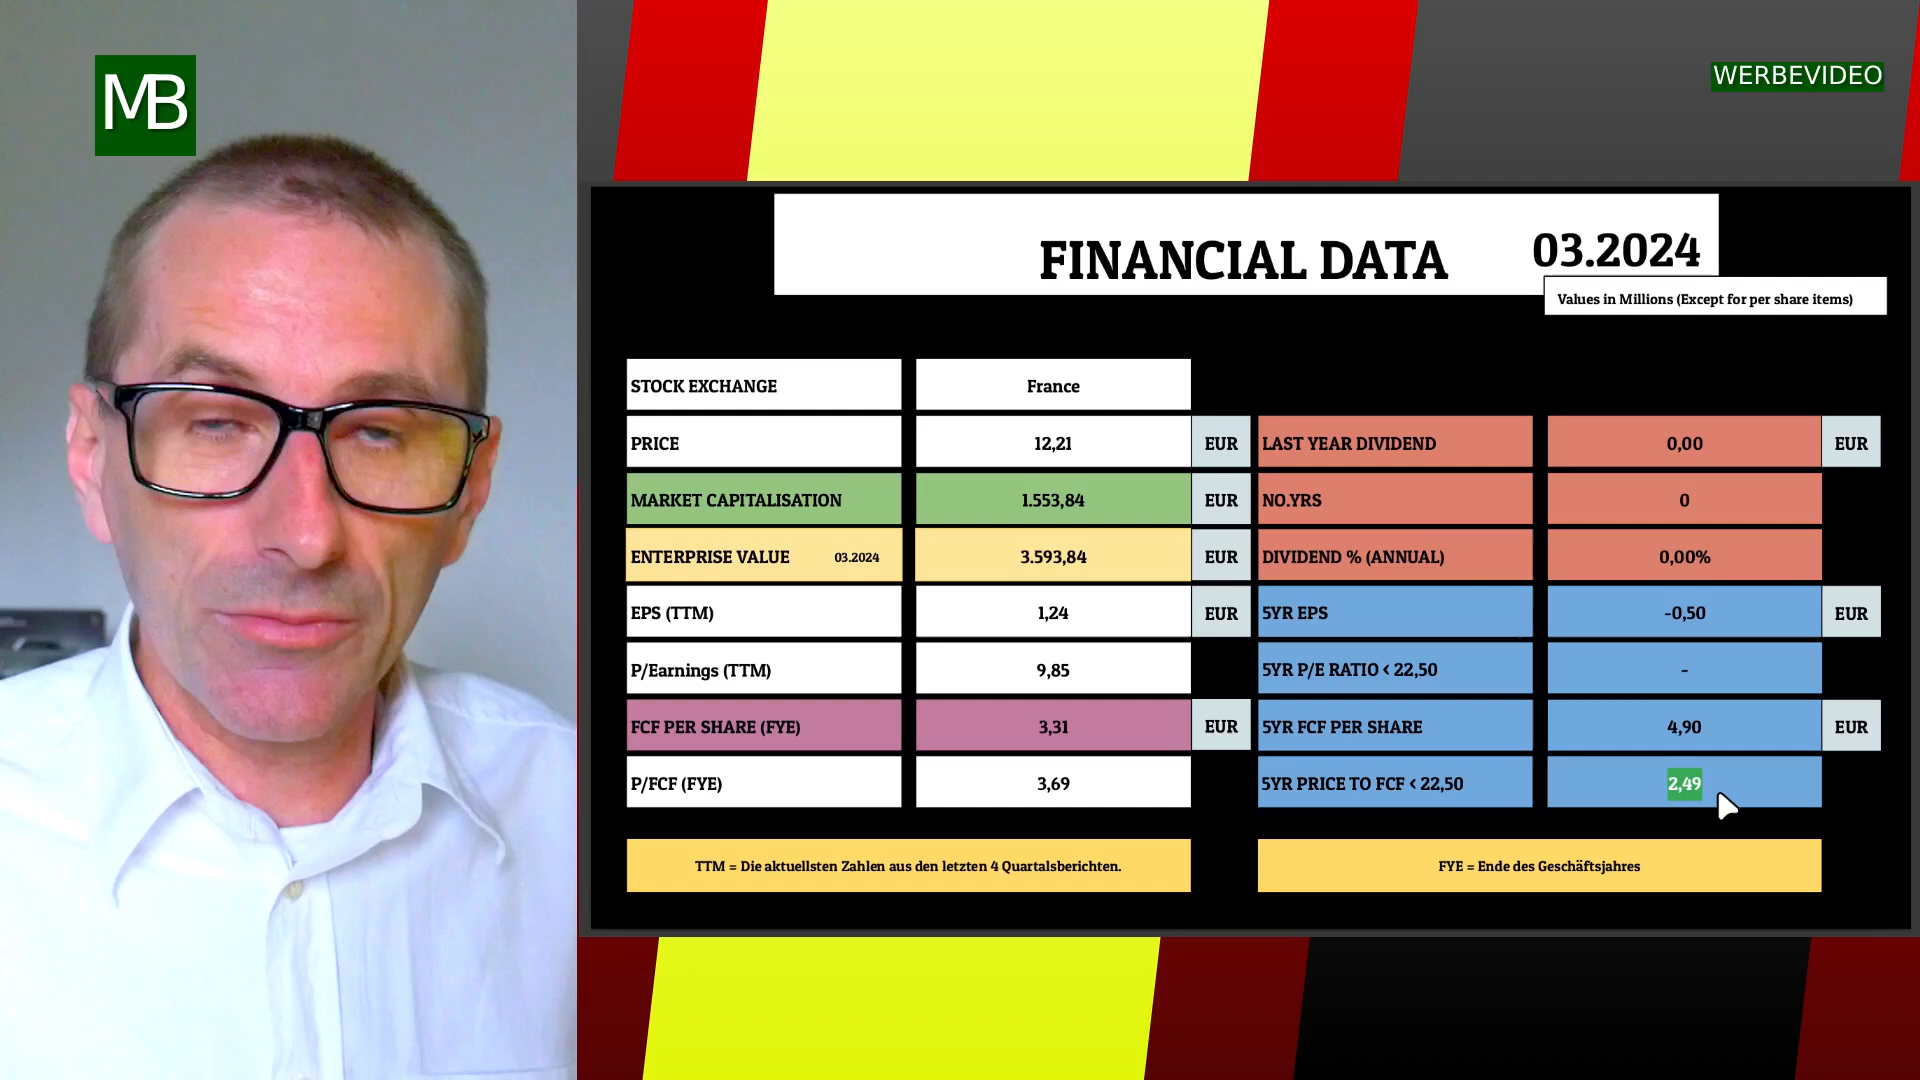 MB
WERBEVIDEO
FINANCIAL DATA
03.2024
Values in Millions (Except for per share items)
STOCK EXCHANGE France
PRICE 12,21 EUR LAST YEAR DIVIDEND 0,00 EUR
MARKET CAPITALISATION 1.553,84 EUR NO.YRS 0
ENTERPRISE VALUE 03.2024 3.593,84 EUR DIVIDEND % (ANNUAL) 0,00%
EPS (TTM) 1,24 EUR 5YR EPS -0,50 EUR
P/Earnings (TTM) 9,85 5YR P/E RATIO < 22,50 -
FCF PER SHARE (FYE) 3,31 EUR 5YR FCF PER SHARE 4,90 EUR
P/FCF (FYE) 3,69 5YR PRICE TO FCF < 22,50 2,49
TTM = Die aktuellsten Zahlen aus den letzten 4 Quartalsberichten. FYE = Ende des Geschäftsjahres